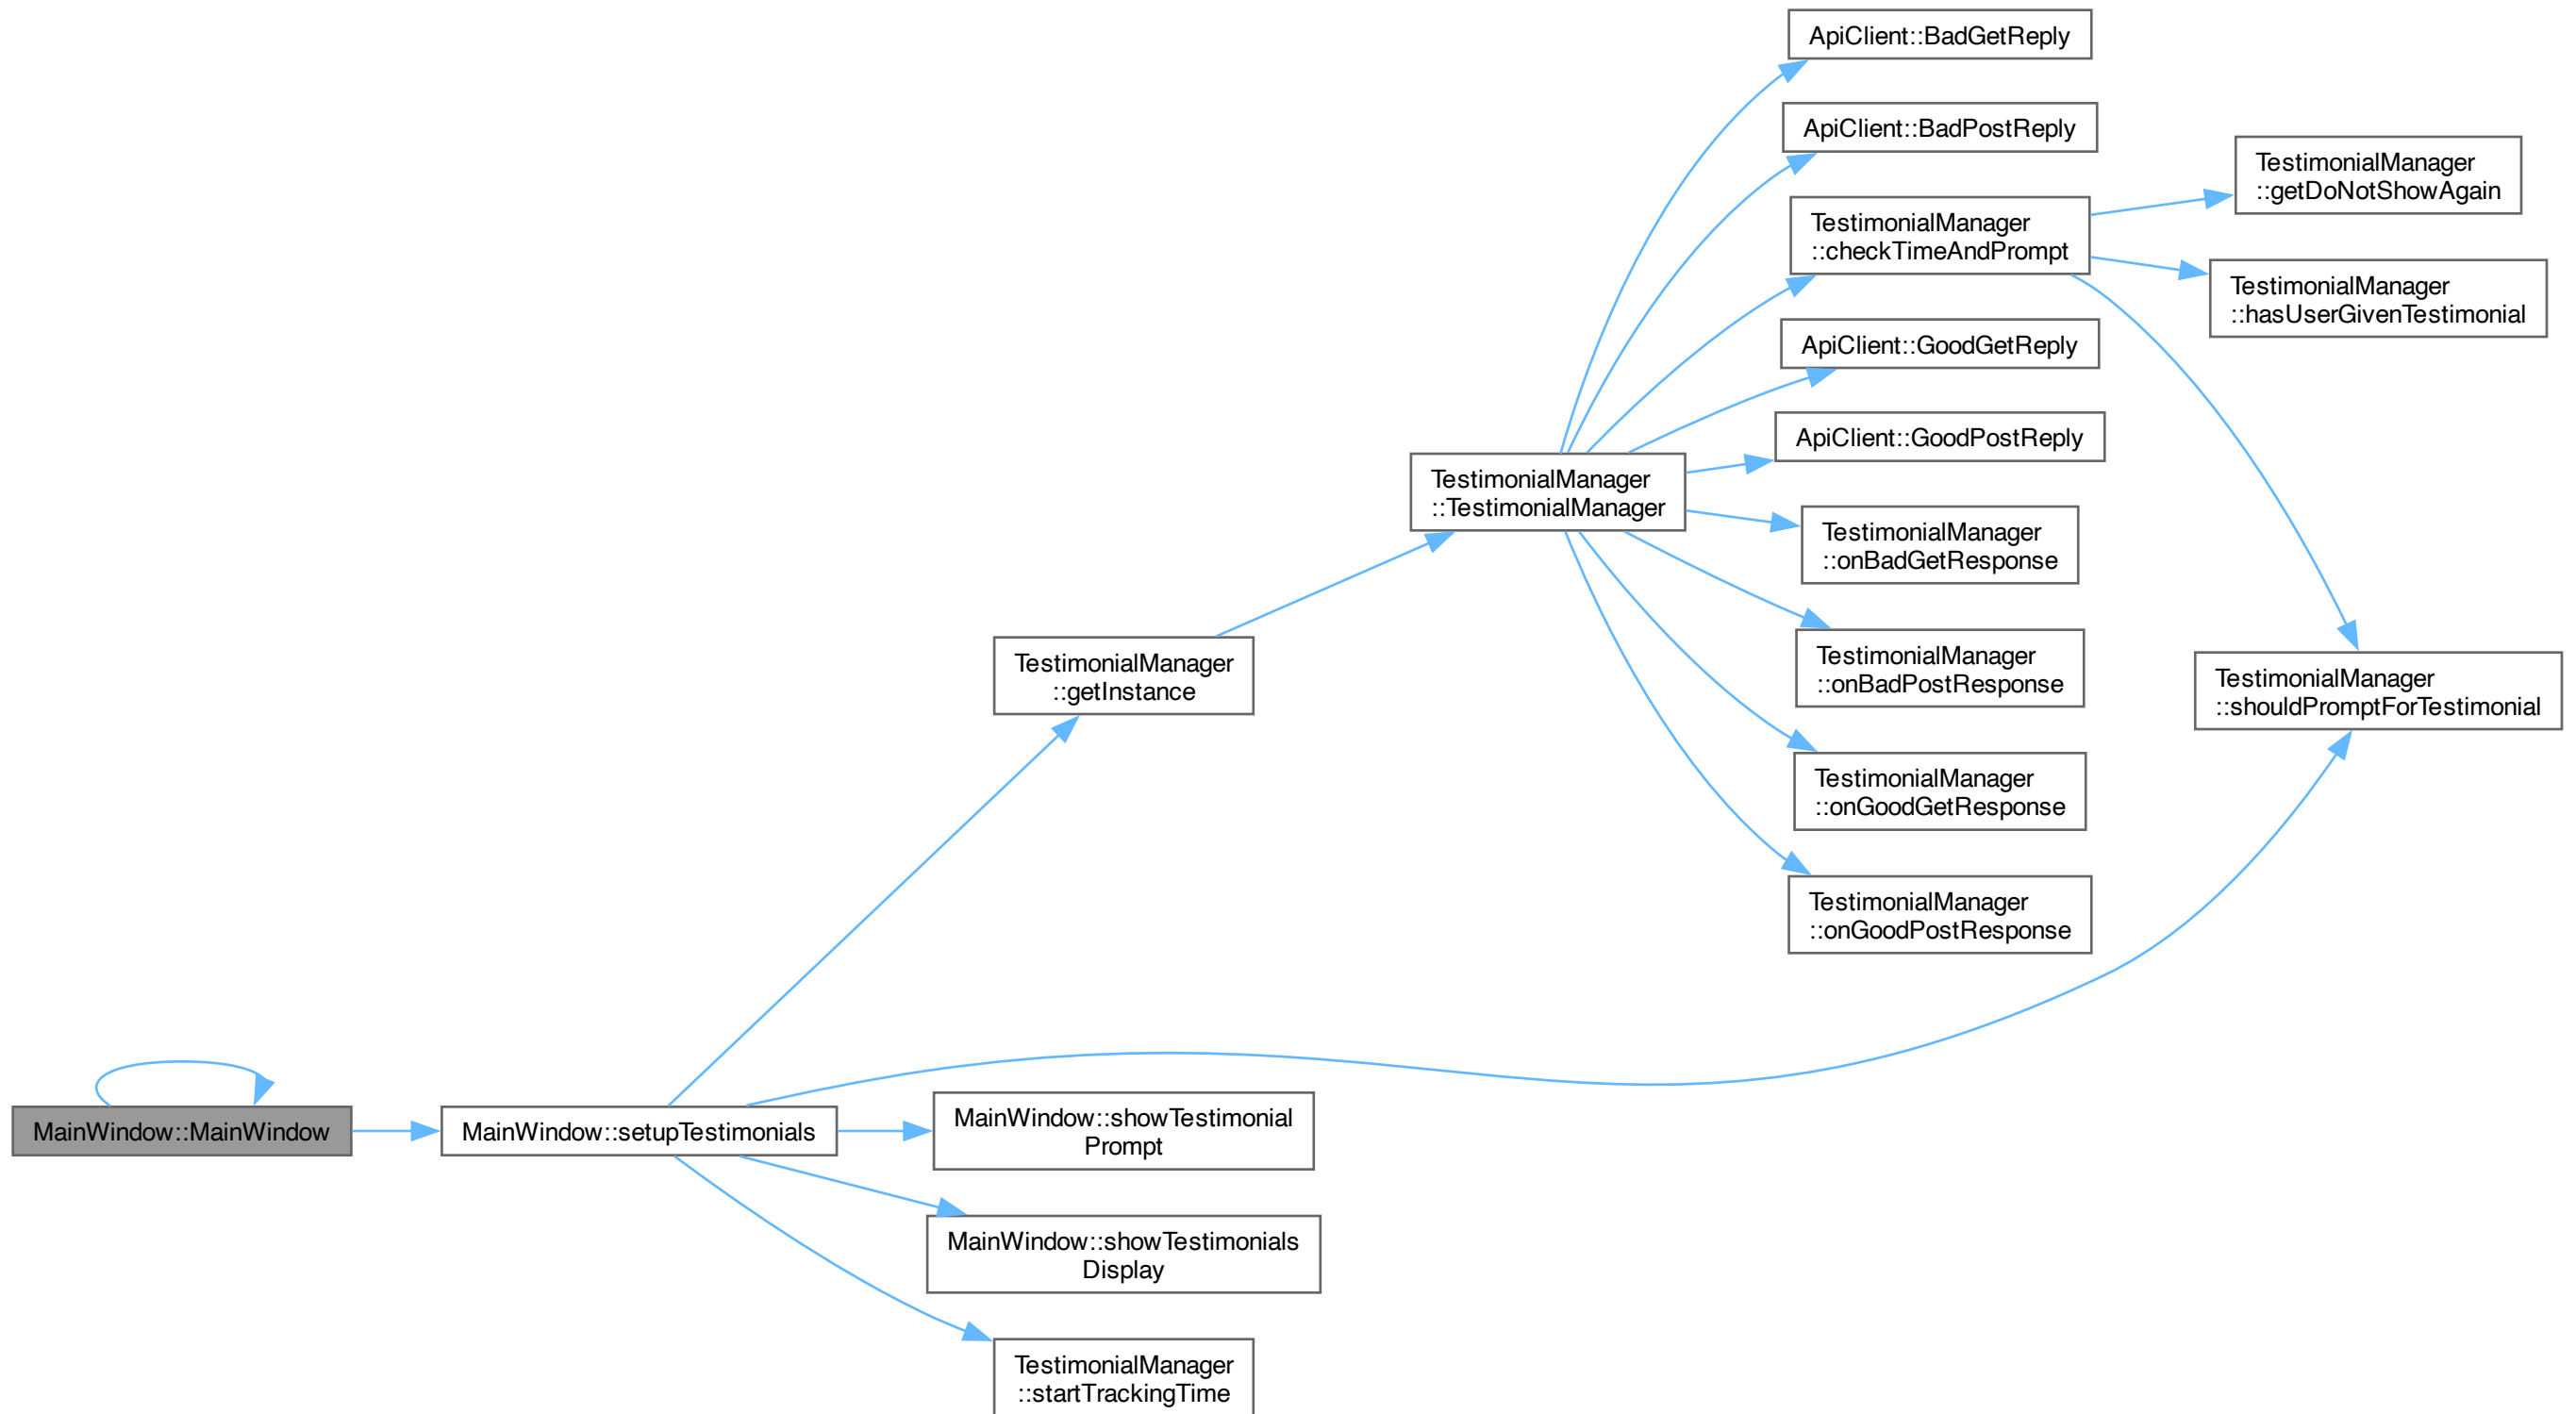 ApiClient::BadGetReply
ApiClient::BadPostReply
TestimonialManager
::checkTimeAndPrompt
TestimonialManager
::getDoNotShowAgain
TestimonialManager
::hasUserGivenTestimonial
ApiClient::GoodGetReply
ApiClient::GoodPostReply
TestimonialManager
::TestimonialManager
TestimonialManager
::onBadGetResponse
TestimonialManager
::onBadPostResponse
TestimonialManager
::getInstance
TestimonialManager
::shouldPromptForTestimonial
TestimonialManager
::onGoodGetResponse
TestimonialManager
::onGoodPostResponse
MainWindow::MainWindow
MainWindow::setupTestimonials
MainWindow::showTestimonial
Prompt
MainWindow::showTestimonials
Display
TestimonialManager
::startTrackingTime